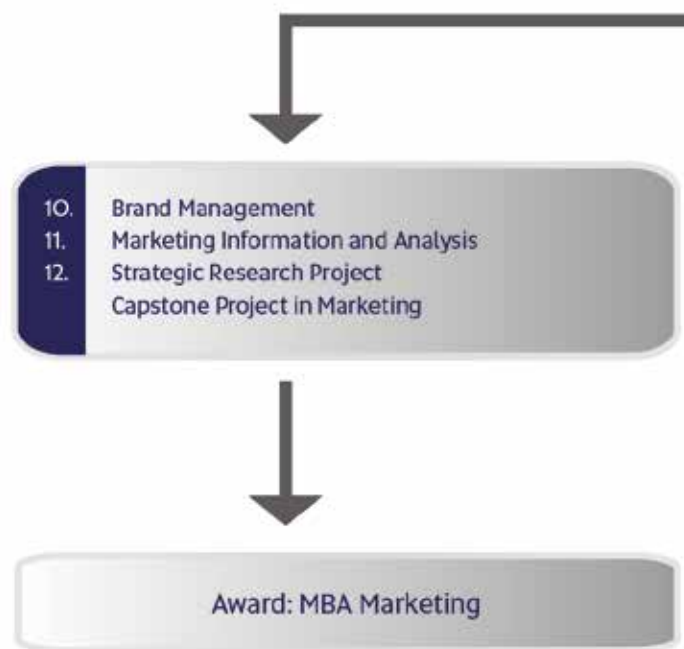 10. Brand Management
11. Marketing Information and Analysis
12. Strategic Research Project
Capstone Project in Marketing
Award: MBA Marketing